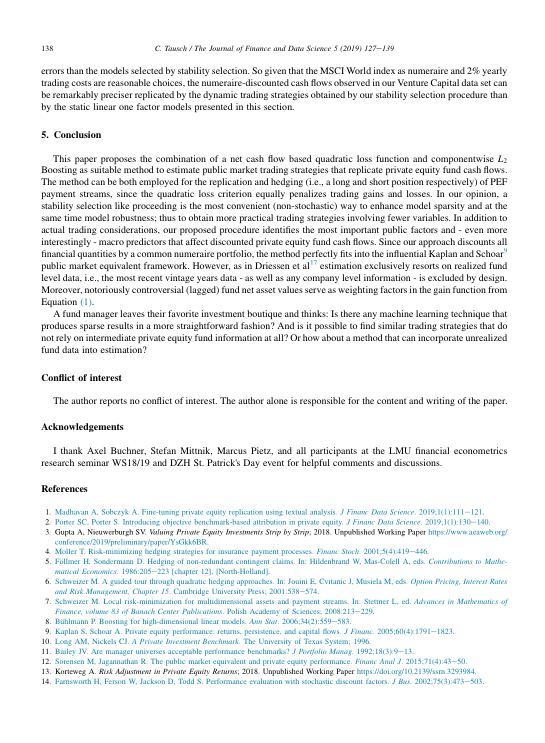 138
C. Tausch / The Journal of Finance and Data Science 5 (2019) 127–139
errors than the models selected by stability selection. So given that the MSCI World index as numeraire and 2% yearly
trading costs are reasonable choices, the numeraire-discounted cash flows observed in our Venture Capital data set can
be remarkably preciser replicated by the dynamic trading strategies obtained by our stability selection procedure than
by the static linear one factor models presented in this section.
5. Conclusion
This paper proposes the combination of a net cash flow based quadratic loss function and componentwise L2
Boosting as suitable method to estimate public market trading strategies that replicate private equity fund cash flows.
The method can be both employed for the replication and hedging (i.e., a long and short position respectively) of PEF
payment streams, since the quadratic loss criterion equally penalizes trading gains and losses. In our opinion, a
stability selection like proceeding is the most convenient (non-stochastic) way to enhance model sparsity and at the
same time model robustness; thus to obtain more practical trading strategies involving fewer variables. In addition to
actual trading considerations, our proposed procedure identifies the most important public factors and - even more
interestingly - macro predictors that affect discounted private equity fund cash flows. Since our approach discounts all
financial quantities by a common numeraire portfolio, the method perfectly fits into the influential Kaplan and Schoar9
public market equivalent framework. However, as in Driessen et al17 estimation exclusively resorts on realized fund
level data, i.e., the most recent vintage years data - as well as any company level information - is excluded by design.
Moreover, notoriously controversial (lagged) fund net asset values serve as weighting factors in the gain function from
Equation (1).
A fund manager leaves their favorite investment boutique and thinks: Is there any machine learning technique that
produces sparse results in a more straightforward fashion? And is it possible to find similar trading strategies that do
not rely on intermediate private equity fund information at all? Or how about a method that can incorporate unrealized
fund data into estimation?
Conflict of interest
The author reports no conflict of interest. The author alone is responsible for the content and writing of the paper.
Acknowledgements
I thank Axel Buchner, Stefan Mittnik, Marcus Pietz, and all participants at the LMU financial econometrics
research seminar WS18/19 and DZH St. Patrick's Day event for helpful comments and discussions.
References
1. Madhavan A, Sobczyk A. Fine-tuning private equity replication using textual analysis. J Financ Data Science. 2019;1(1):111–121.
2. Porter SC, Porter S. Introducing objective benchmark-based attribution in private equity. J Financ Data Science. 2019;1(1):130–140.
3. Gupta A, Nieuwerburgh SV. Valuing Private Equity Investments Strip by Strip; 2018. Unpublished Working Paper https://www.aeaweb.org/
conference/2019/preliminary/paper/YsGkk6BR.
4. Moller T. Risk-minimizing hedging strategies for insurance payment processes. Financ Stoch. 2001;5(4):419–446.
5. Föllmer H, Sondermann D. Hedging of non-redundant contingent claims. In: Hildenbrand W, Mas-Colell A, eds. Contributions to Mathe-
matical Economics. 1986:205–223 [chapter 12], [North-Holland].
6. Schweizer M. A guided tour through quadratic hedging approaches. In: Jouini E, Cvitanic J, Musiela M, eds. Option Pricing, Interest Rates
and Risk Management, Chapter 15. Cambridge University Press; 2001:538–574.
7. Schweizer M. Local risk-minimization for multidimensional assets and payment streams. In: Stettner L, ed. Advances in Mathematics of
Finance, volume 83 of Banach Center Publications. Polish Academy of Sciences; 2008:213–229.
8. Bühlmann P. Boosting for high-dimensional linear models. Ann Stat. 2006;34(2):559–583.
9. Kaplan S, Schoar A. Private equity performance: returns, persistence, and capital flows. J Financ. 2005;60(4):1791–1823.
10. Long AM, Nickels CJ. A Private Investment Benchmark. The University of Texas System; 1996.
11. Bailey JV. Are manager universes acceptable performance benchmarks? J Portfolio Manag. 1992;18(3):9–13.
12. Sorensen M, Jagannathan R. The public market equivalent and private equity performance. Financ Anal J. 2015;71(4):43–50.
13. Korteweg A. Risk Adjustment in Private Equity Returns; 2018. Unpublished Working Paper https://doi.org/10.2139/ssrn.3293984.
14. Farnsworth H, Ferson W, Jackson D, Todd S. Performance evaluation with stochastic discount factors. J Bus. 2002;75(3):473–503.